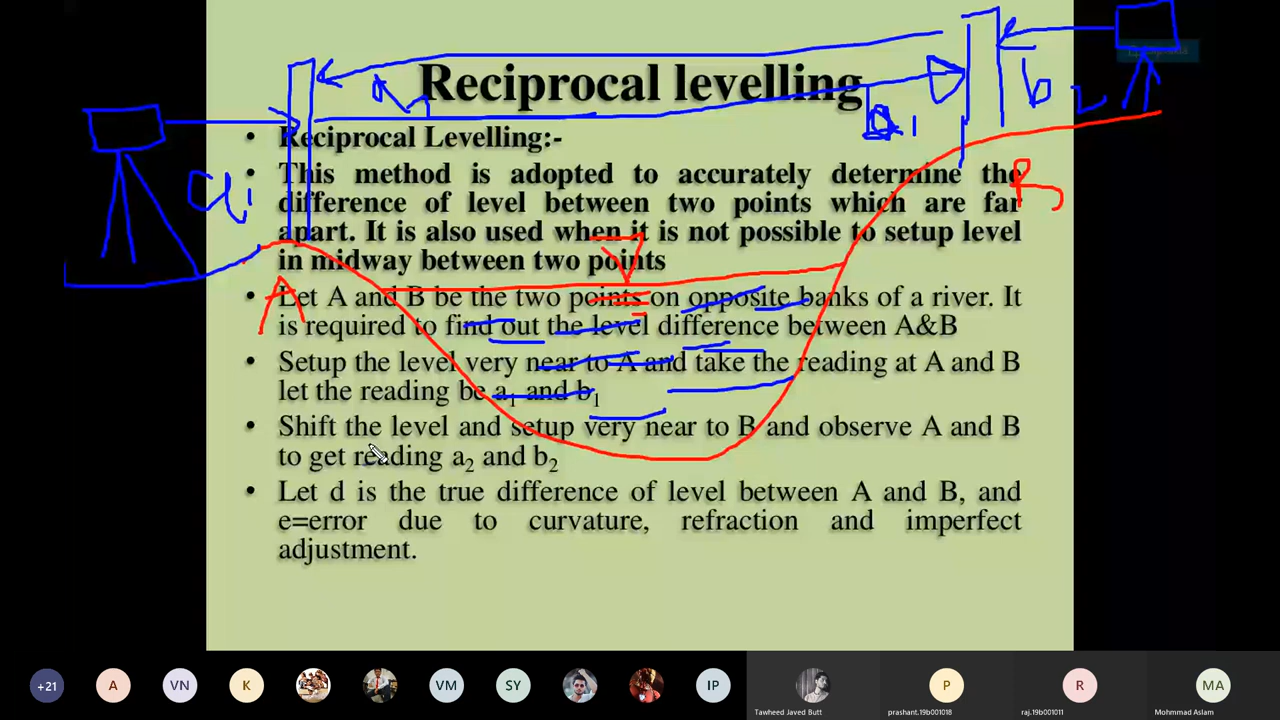 Reciprocal levelling
a2
b2
b1
a1
• Reciprocal Levelling:-
• This method is adopted to accurately determine the
difference of level between two points which are far
apart. It is also used when it is not possible to setup level
in midway between two points
B
A
• Let A and B be the two points on opposite banks of a river. It
is required to find out the level difference between A&B
• Setup the level very near to A and take the reading at A and B
let the reading be a₁ and b₁
• Shift the level and setup very near to B and observe A and B
to get reading a₂ and b₂
• Let d is the true difference of level between A and B, and
e=error due to curvature, refraction and imperfect
adjustment.
+21 A VN K VM SY IP P R MA
Tawheed Javed Butt prashant.19b001018 raj.19b001011 Mohmmad Aslam